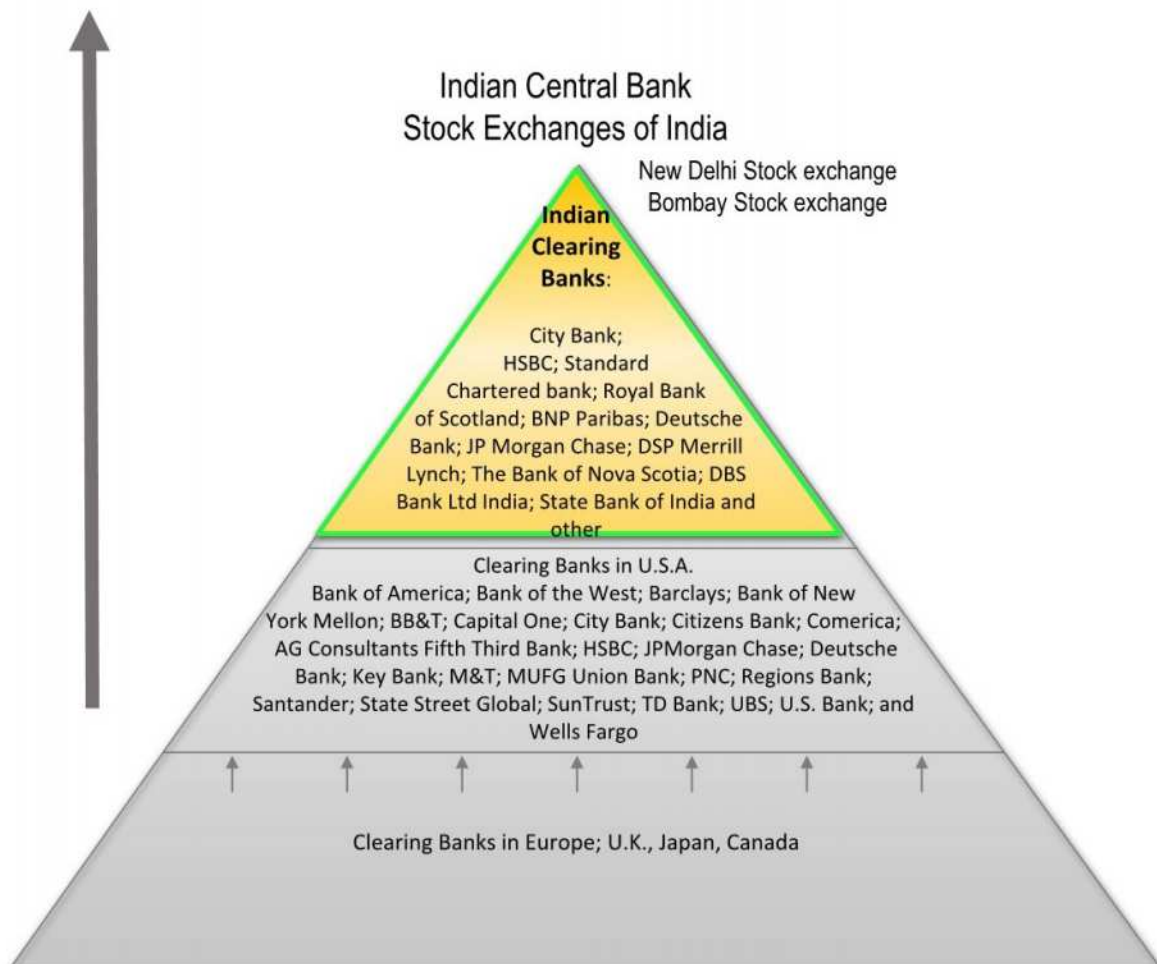 Indian Central Bank
Stock Exchanges of India
New Delhi Stock exchange
Bombay Stock exchange
Indian
Clearing
Banks:
City Bank;
HSBC; Standard
Chartered bank; Royal Bank
of Scotland; BNP Paribas; Deutsche
Bank; JP Morgan Chase; DSP Merrill
Lynch; The Bank of Nova Scotia; DBS
Bank Ltd India; State Bank of India and
other
Clearing Banks in U.S.A.
Bank of America; Bank of the West; Barclays; Bank of New
York Mellon; BB&T; Capital One; City Bank; Citizens Bank; Comerica;
AG Consultants Fifth Third Bank; HSBC; JPMorgan Chase; Deutsche
Bank; Key Bank; M&T; MUFG Union Bank; PNC; Regions Bank;
Santander; State Street Global; SunTrust; TD Bank; UBS; U.S. Bank; and
Wells Fargo
Clearing Banks in Europe; U.K., Japan, Canada